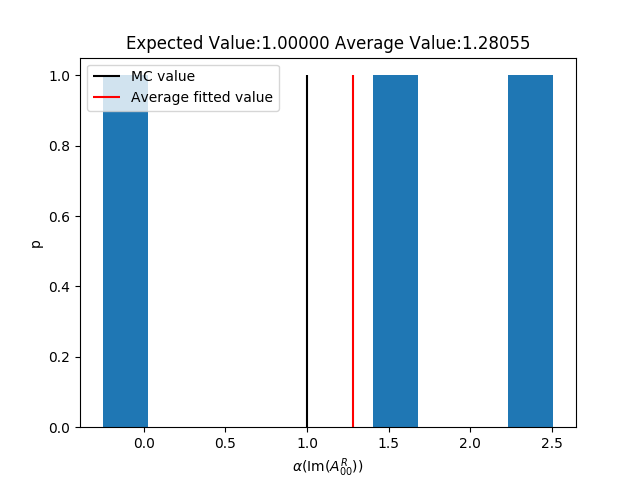 Expected Value:1.00000 Average Value:1.28055
MC value
Average fitted value
1.0
0.8
0.6
0.4
0.2
0.0
p
0.0 0.5 1.0 1.5 2.0 2.5
α(Im(A_{00}^{R}))